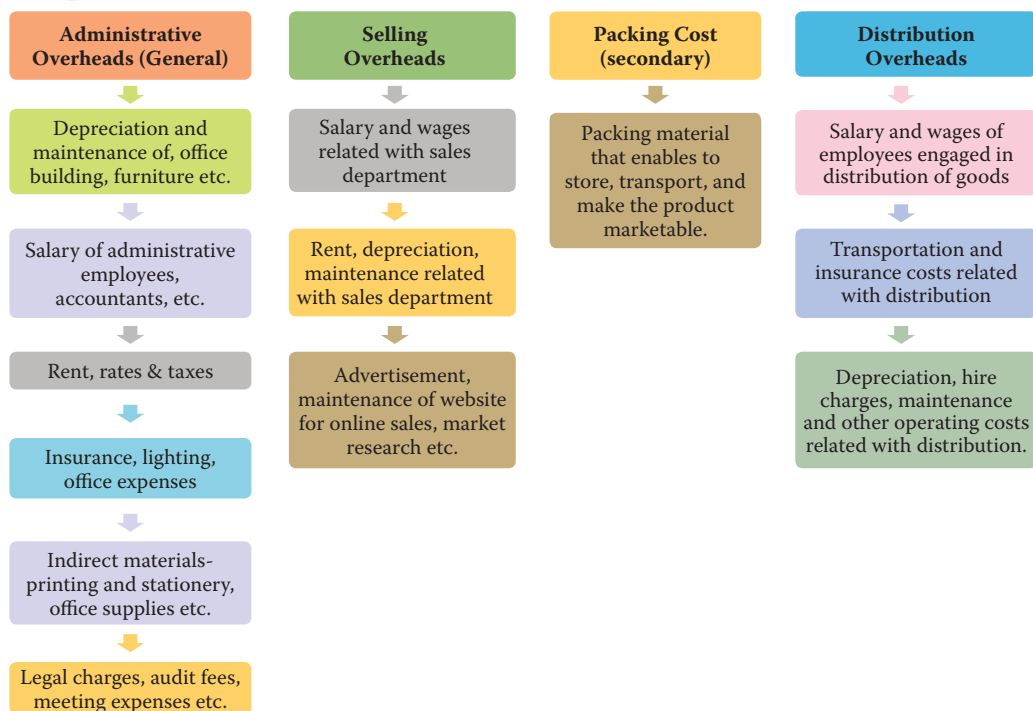 Administrative
Overheads (General)
Depreciation and
maintenance of, office
building, furniture etc.
Salary of administrative
employees,
accountants, etc.
Rent, rates & taxes
Insurance, lighting,
office expenses
Indirect materials-
printing and stationery,
office supplies etc.
Legal charges, audit fees,
meeting expenses etc.
Selling
Overheads
Salary and wages
related with sales
department
Rent, depreciation,
maintenance related
with sales department
Advertisement,
maintenance of website
for online sales, market
research etc.
Packing Cost
(secondary)
Packing material
that enables to
store, transport, and
make the product
marketable.
Distribution
Overheads
Salary and wages of
employees engaged in
distribution of goods
Transportation and
insurance costs related
with distribution
Depreciation, hire
charges, maintenance
and other operating costs
related with distribution.